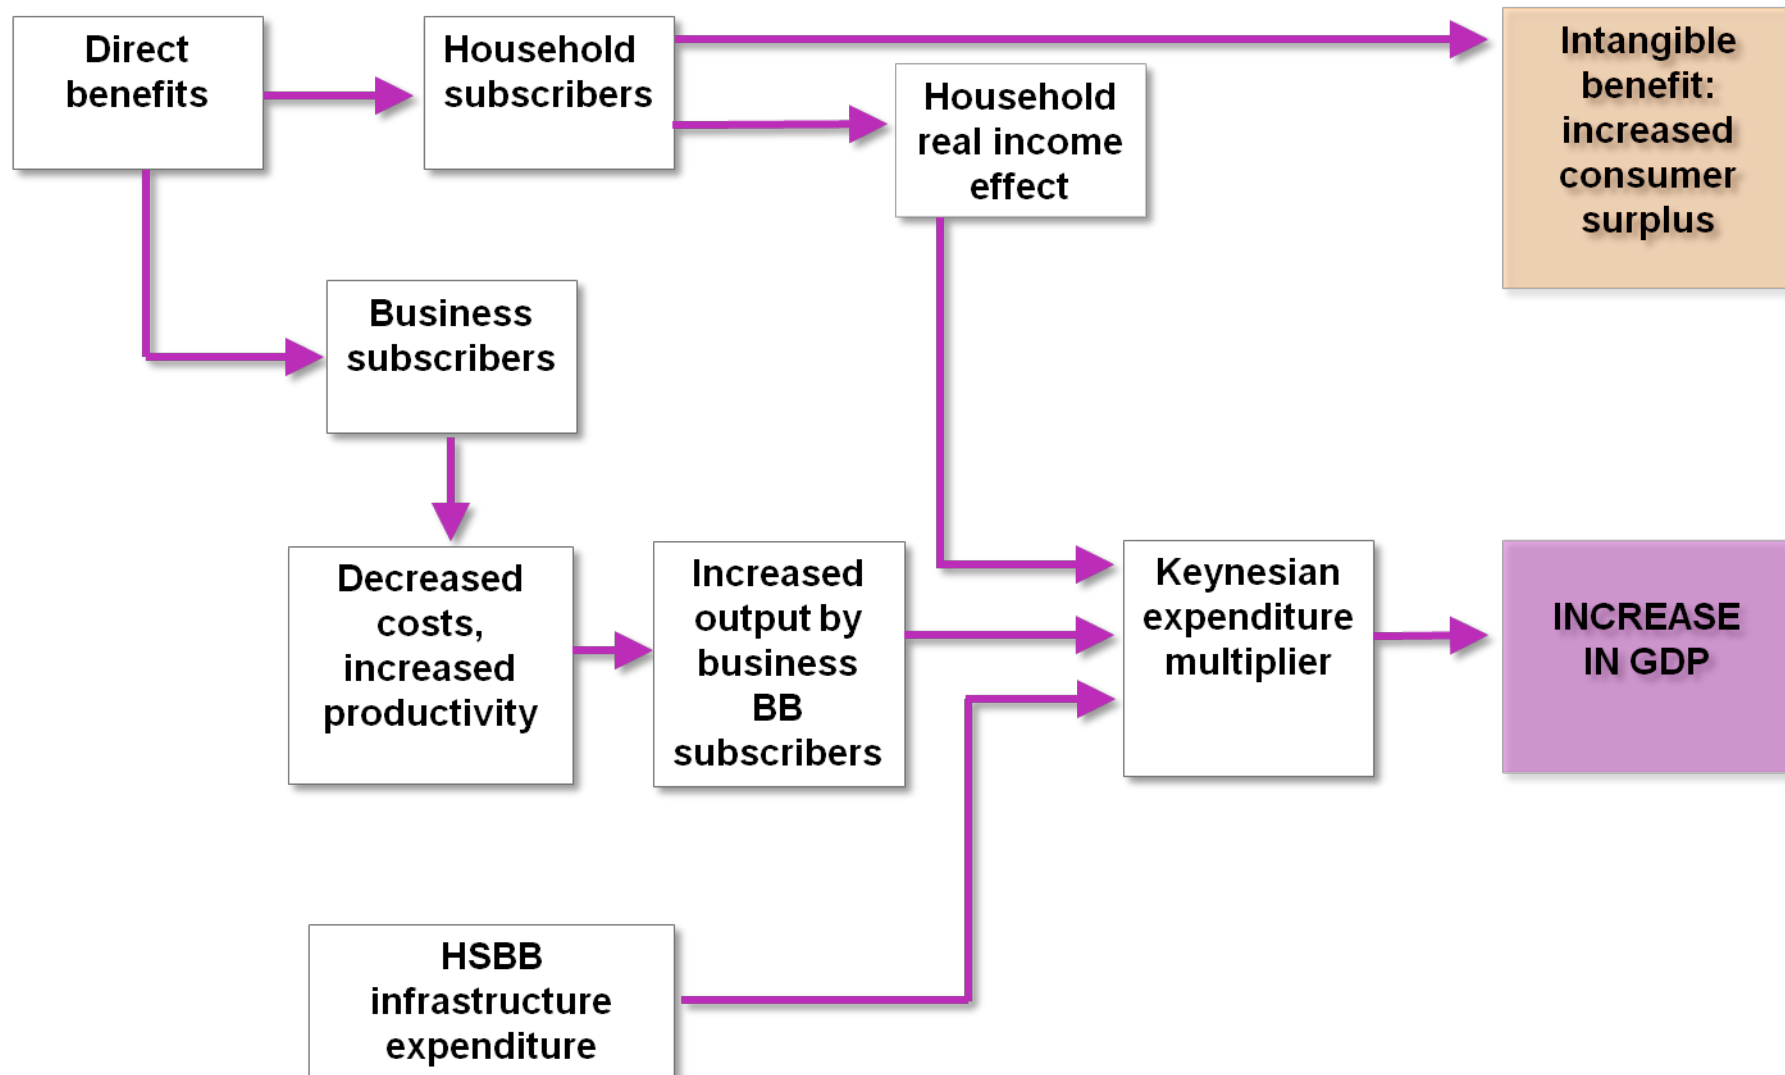 Direct
benefits
Household
subscribers
Household
real income
effect
Intangible
benefit:
increased
consumer
surplus
Business
subscribers
Decreased
costs,
increased
productivity
Increased
output by
business
BB
subscribers
Keynesian
expenditure
multiplier
INCREASE
IN GDP
HSBB
infrastructure
expenditure